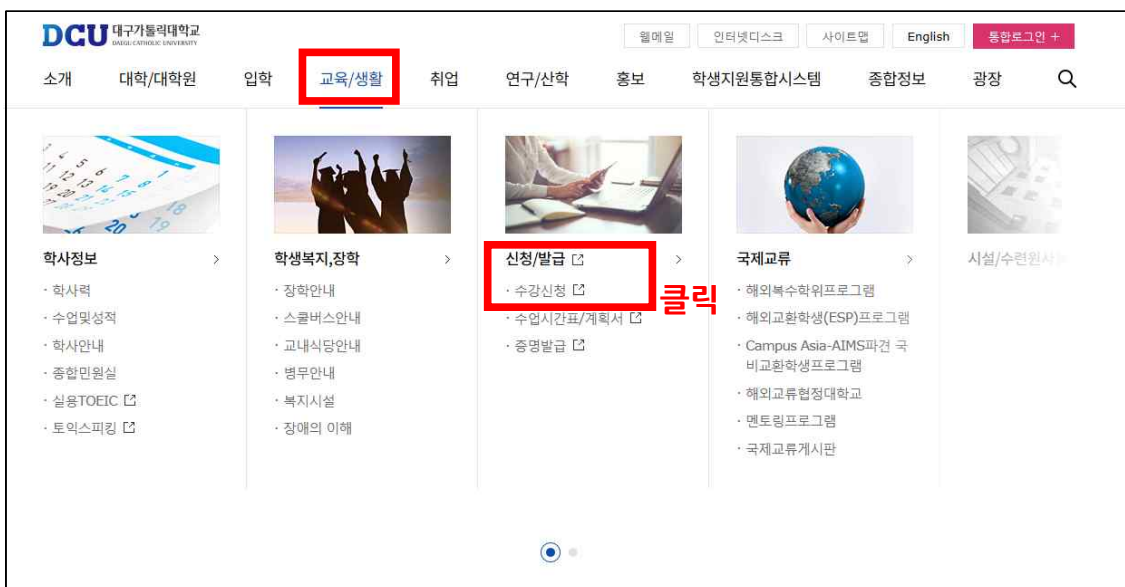 DCU 대구가톨릭대학교
DAEGU CATHOLIC UNIVERSITY
웹메일 인터넷디스크 사이트맵 English 통합로그인 +
소개 대학/대학원 입학 교육/생활 취업 연구/산학 홍보 학생지원통합시스템 종합정보 광장
학사정보
· 학사력
· 수업및성적
· 학사안내
· 종합민원실
· 실용TOEIC
· 토익스피킹
학생복지,장학
· 장학안내
· 스쿨버스안내
· 교내식당안내
· 병무안내
· 복지시설
· 장애의 이해
신청/발급
· 수강신청
클릭
· 수업시간표/계획서
· 증명발급
국제교류
· 해외복수학위프로그램
· 해외교환학생(ESP)프로그램
· Campus Asia-AIMS파견 국
비교환학생프로그램
· 해외교류협정대학교
· 멘토링프로그램
· 국제교류게시판
시설/수련원